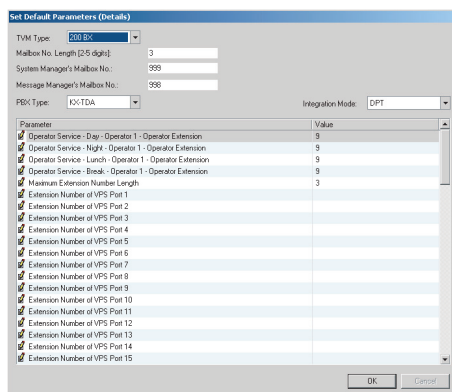 Set Default Parameters (Details)
TVM Type: 200 BX
Mailbox No. Length [2-5 digits]: 3
System Manager's Mailbox No.: 999
Message Manager's Mailbox No.: 998
PBX Type: KX-TDA Integration Mode: DPT
Parameter Value
Operator Service - Day - Operator 1 - Operator Extension 9
Operator Service - Night - Operator 1 - Operator Extension 9
Operator Service - Lunch - Operator 1 - Operator Extension 9
Operator Service - Break - Operator 1 - Operator Extension 9
Maximum Extension Number Length 3
Extension Number of VPS Port 1
Extension Number of VPS Port 2
Extension Number of VPS Port 3
Extension Number of VPS Port 4
Extension Number of VPS Port 5
Extension Number of VPS Port 6
Extension Number of VPS Port 7
Extension Number of VPS Port 8
Extension Number of VPS Port 9
Extension Number of VPS Port 10
Extension Number of VPS Port 11
Extension Number of VPS Port 12
Extension Number of VPS Port 13
Extension Number of VPS Port 14
Extension Number of VPS Port 15
OK Cancel